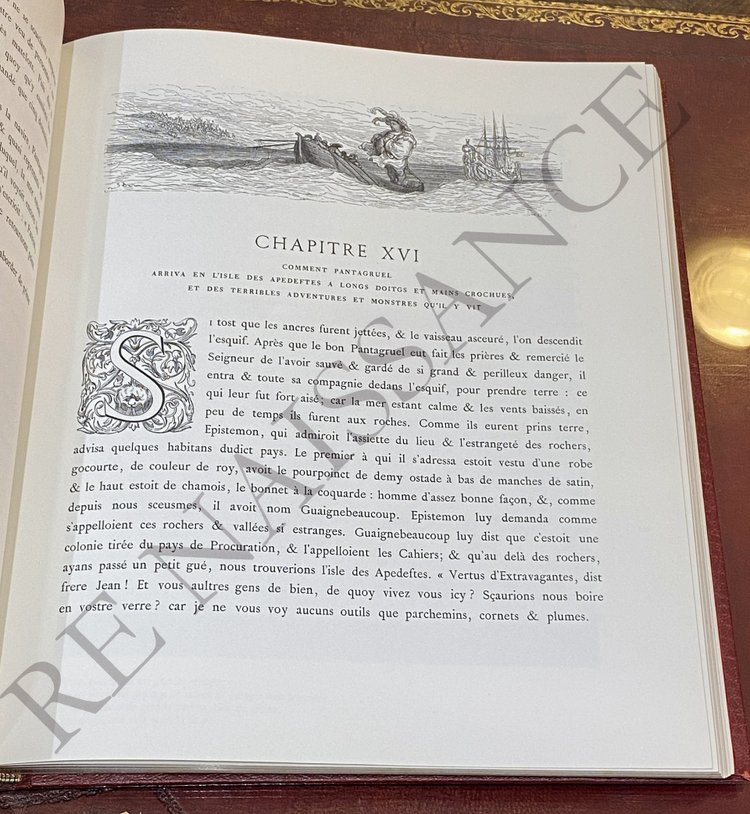 ne se soucioient
CHAPITRE XVI
COMMENT PANTAGRUEL
ARRIVA EN L'ISLE DES APEDEFTES A LONGS DOITGS ET MAINS CROCHUES,
ET DES TERRIBLES ADVENTURES ET MONSTRES QU'IL Y VIT
SI tost que les ancres furent jettées, & le vaisseau asceuré, l'on descendit
l'esquif. Après que le bon Pantagruel eut fait les prières & remercié le
Seigneur de l'avoir sauvé & gardé de si grand & perilleux danger, il
entra & toute sa compagnie dedans l'esquif, pour prendre terre : ce
qui leur fut fort aisé ; car la mer estant calme & les vents baissés, en
peu de temps ils furent aux roches. Comme ils eurent prins terre,
Epistemon, qui admiroit l'assiette du lieu & l'estrangeté des rochers,
advisa quelques habitans dudict pays. Le premier à qui il s'adressa estoit vestu d'une robe
gocourte, de couleur de roy, avoit le pourpoinct de demy ostade à bas de manches de satin,
& le haut estoit de chamois, le bonnet à la coquarde : homme d'assez bonne façon, &, comme
depuis nous sceusmes, il avoit nom Guaignebeaucoup. Epistemon luy demanda comme
s'appelloient ces rochers & vallées si estranges. Guaignebeaucoup luy dist que c'estoit une
colonie tirée du pays de Procuration, & l'appelloient les Cahiers ; & qu'au delà des rochers,
ayans passé un petit gué, nous trouverions l'isle des Apedeftes. « Vertus d'Extravagantes, dist
frere Jean ! Et vous aultres gens de bien, de quoy vivez vous icy ? Sçaurions nous boire
en vostre verre ? car je ne vous voy aucuns outils que parchemins, cornets & plumes.
RENAISSANCE